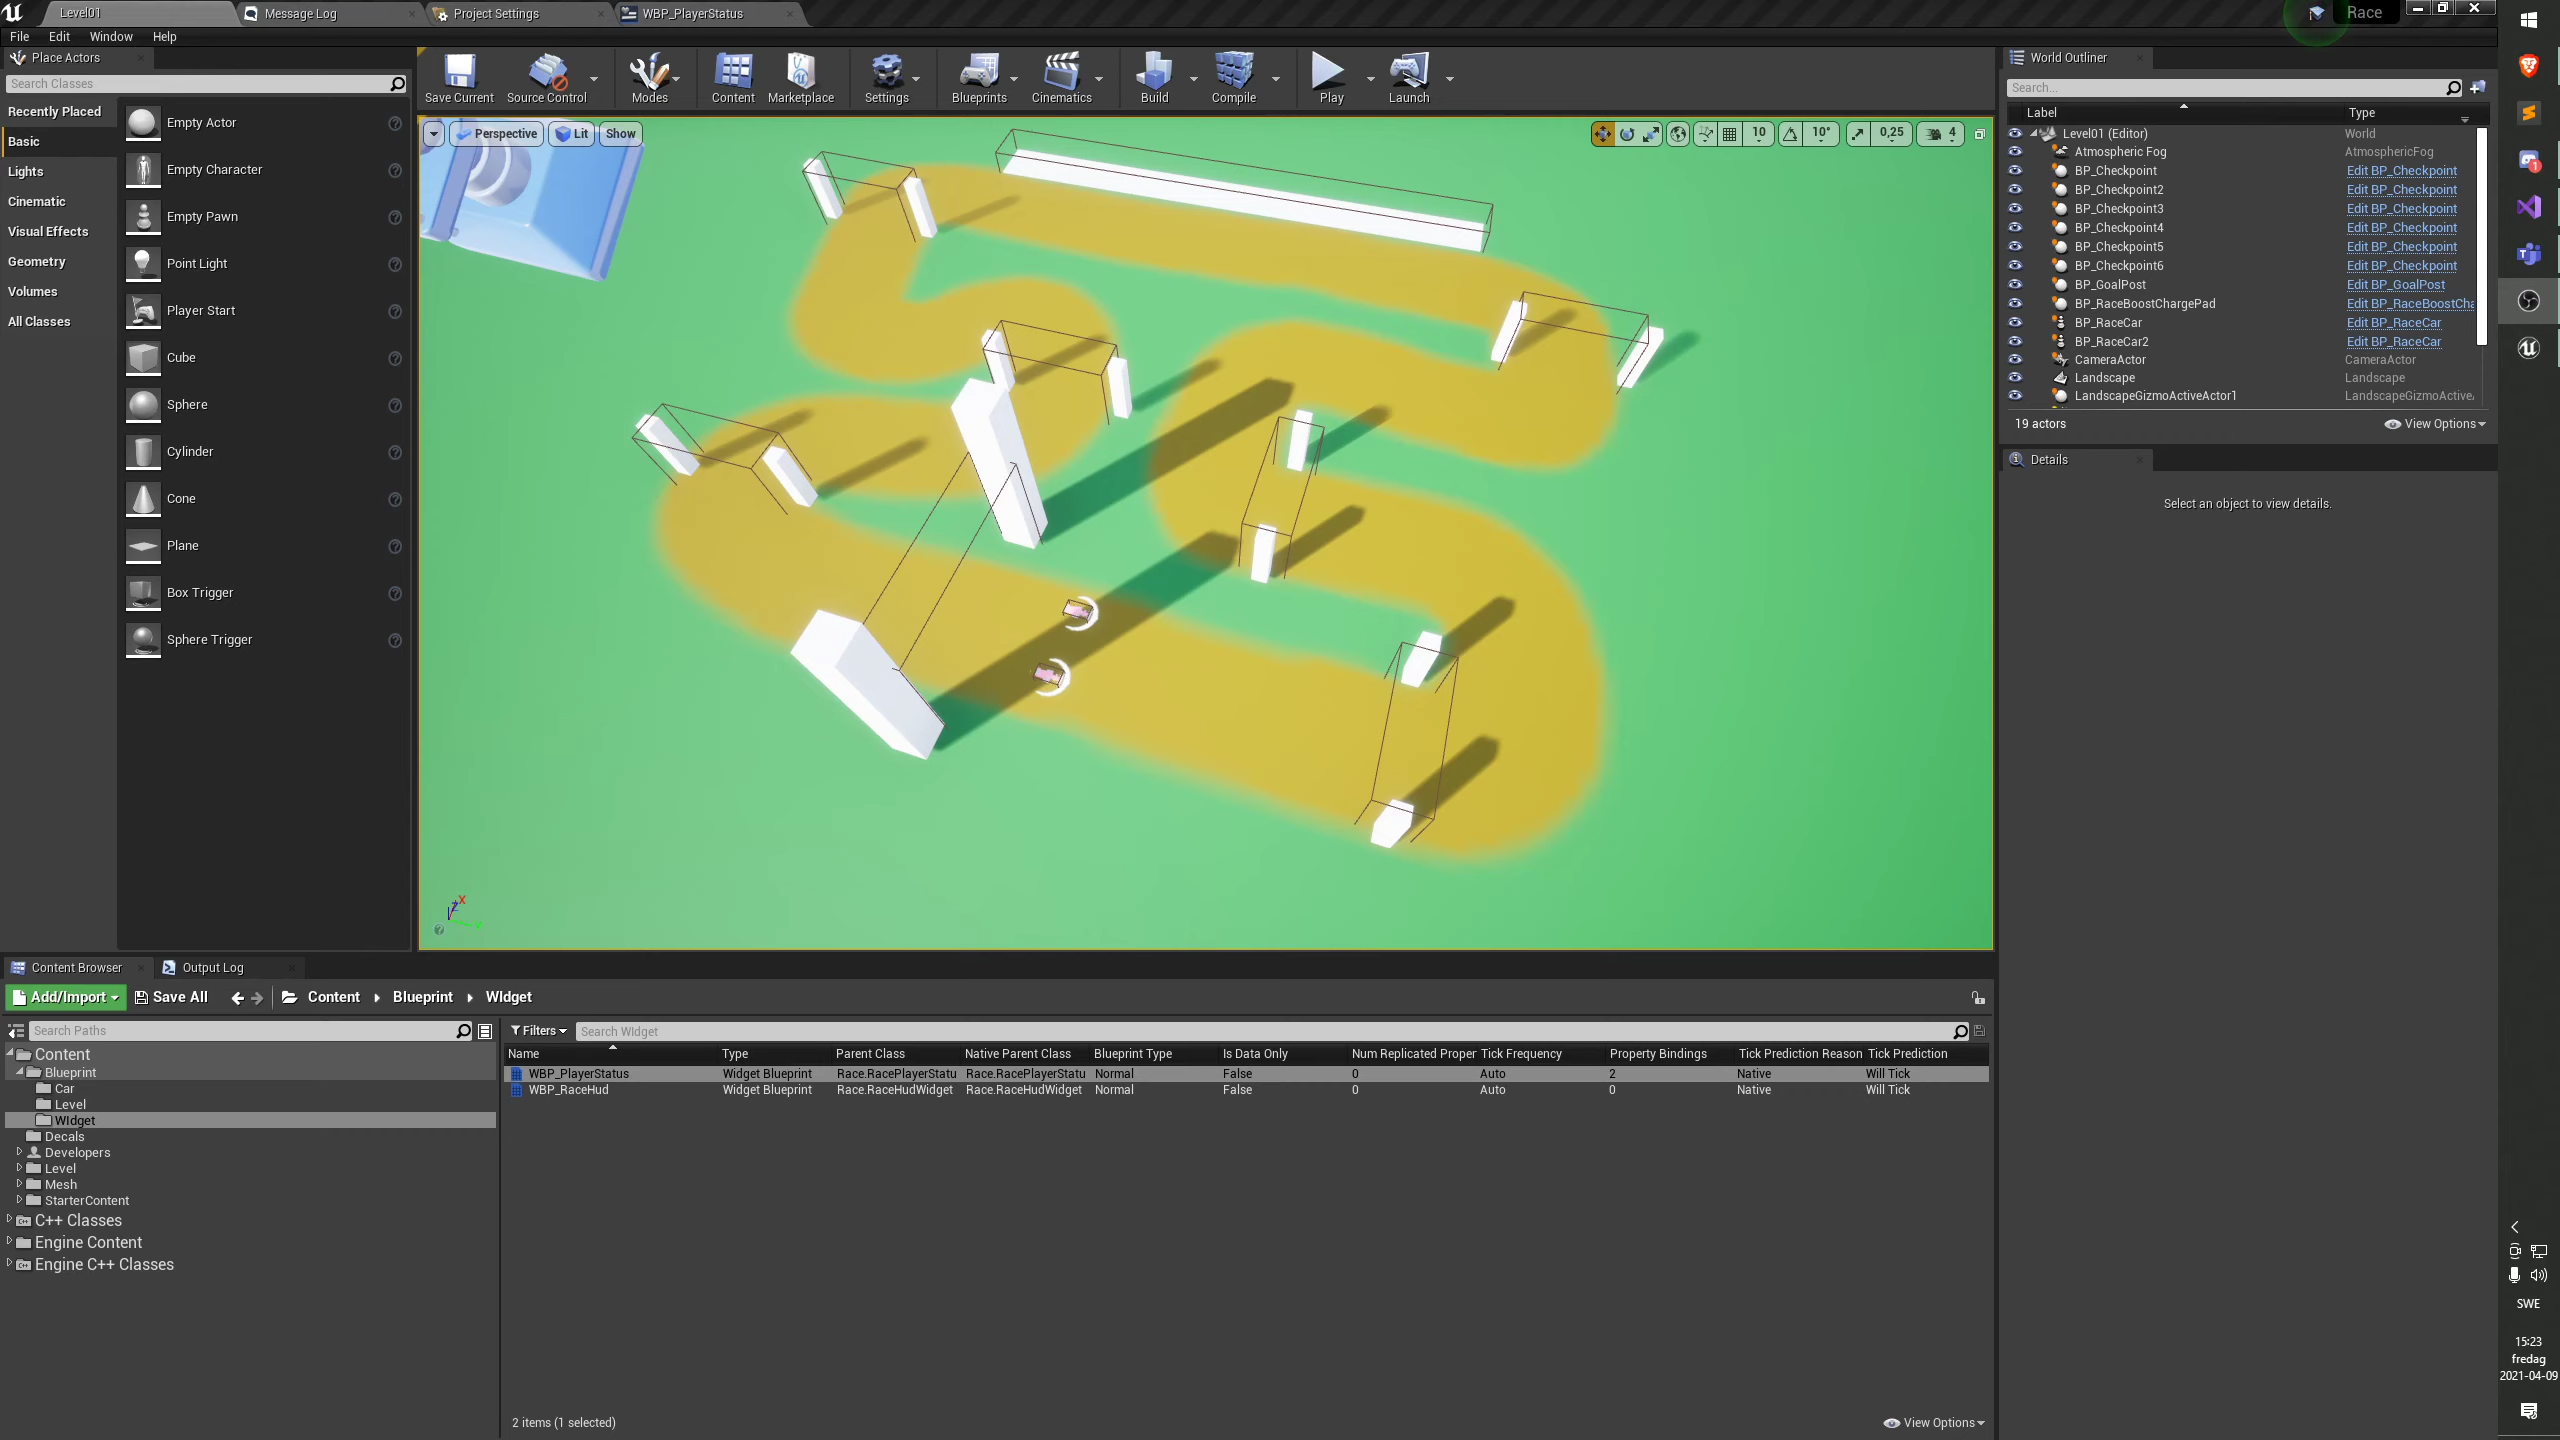 Level01
Message Log
Project Settings
WBP_PlayerStatus
Race
File Edit Window Help
Place Actors
Search Classes
Recently Placed
Basic
Lights
Cinematic
Visual Effects
Geometry
Volumes
All Classes
Empty Actor
Empty Character
Empty Pawn
Point Light
Player Start
Cube
Sphere
Cylinder
Cone
Plane
Box Trigger
Sphere Trigger
Save Current
Source Control
Modes
Content
Marketplace
Settings
Blueprints
Cinematics
Build
Compile
Play
Launch
Perspective
Lit
Show
10
10°
0,25
4
World Outliner
Search...
Label Type
Level01 (Editor) World
Atmospheric Fog AtmosphericFog
BP_Checkpoint Edit BP_Checkpoint
BP_Checkpoint2 Edit BP_Checkpoint
BP_Checkpoint3 Edit BP_Checkpoint
BP_Checkpoint4 Edit BP_Checkpoint
BP_Checkpoint5 Edit BP_Checkpoint
BP_Checkpoint6 Edit BP_Checkpoint
BP_GoalPost Edit BP_GoalPost
BP_RaceBoostChargePad Edit BP_RaceBoostCha
BP_RaceCar Edit BP_RaceCar
BP_RaceCar2 Edit BP_RaceCar
CameraActor CameraActor
Landscape Landscape
LandscapeGizmoActiveActor1 LandscapeGizmoActive
19 actors View Options
Details
Select an object to view details.
Content Browser
Output Log
Add/Import Save All Content Blueprint WIdget
Search Paths
Content
Blueprint
Car
Level
WIdget
Decals
Developers
Level
Mesh
StarterContent
C++ Classes
Engine Content
Engine C++ Classes
Filters Search WIdget
Name Type Parent Class Native Parent Class Blueprint Type Is Data Only Num Replicated Proper Tick Frequency Property Bindings Tick Prediction Reason Tick Prediction
WBP_PlayerStatus Widget Blueprint Race.RacePlayerStatu Race.RacePlayerStatu Normal False 0 Auto 2 Native Will Tick
WBP_RaceHud Widget Blueprint Race.RaceHudWidget Race.RaceHudWidget Normal False 0 Auto 0 Native Will Tick
2 items (1 selected) View Options
SWE
15:23
fredag
2021-04-09